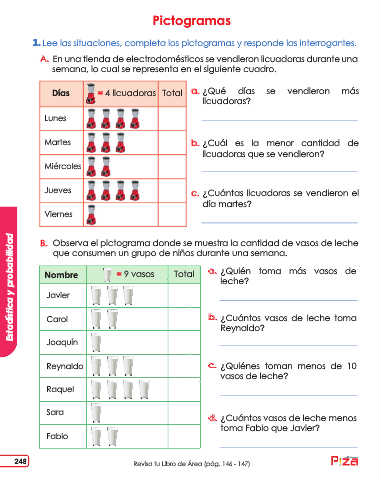 Pictogramas
1. Lee las situaciones, completa los pictogramas y responde las interrogantes.
A. En una tienda de electrodomésticos se vendieron licuadoras durante una
semana, lo cual se representa en el siguiente cuadro.
Días = 4 licuadoras Total
Lunes
Martes
Miércoles
Jueves
Viernes
a. ¿Qué días se vendieron más
licuadoras?
b. ¿Cuál es la menor cantidad de
licuadoras que se vendieron?
c. ¿Cuántas licuadoras se vendieron el
día martes?
B. Observa el pictograma donde se muestra la cantidad de vasos de leche
que consumen un grupo de niños durante una semana.
Nombre = 9 vasos Total
Javier
Carol
Joaquín
Reynaldo
Raquel
Sara
Fabio
a. ¿Quién toma más vasos de
leche?
b. ¿Cuántos vasos de leche toma
Reynaldo?
c. ¿Quiénes toman menos de 10
vasos de leche?
d. ¿Cuántos vasos de leche menos
toma Fabio que Javier?
Estadística y probabilidad
248
Revisa tu Libro de Área (pág. 146 - 147)
Pizza